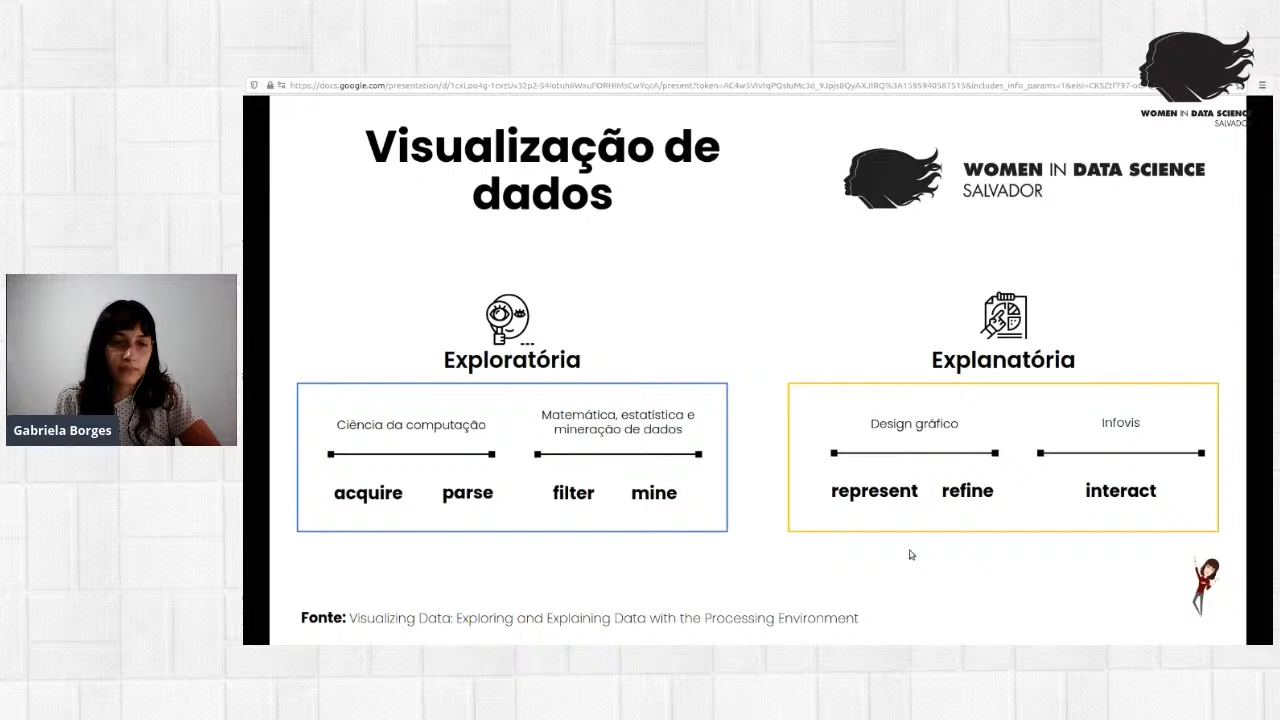 WOMEN IN DATA SCIENCE
SALVADOR
Visualização de
dados
WOMEN IN DATA SCIENCE
SALVADOR
Exploratória
Explanatória
Ciência da computação
Matemática, estatística e
mineração de dados
Design gráfico
Infovis
acquire
parse
filter
mine
represent
refine
interact
Gabriela Borges
Fonte: Visualizing Data: Exploring and Explaining Data with the Processing Environment